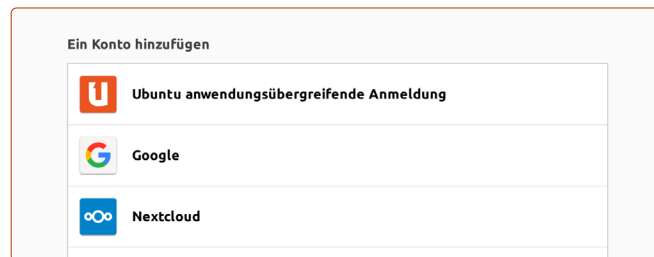 Ein Konto hinzufügen
Ubuntu anwendungsübergreifende Anmeldung
Google
Nextcloud